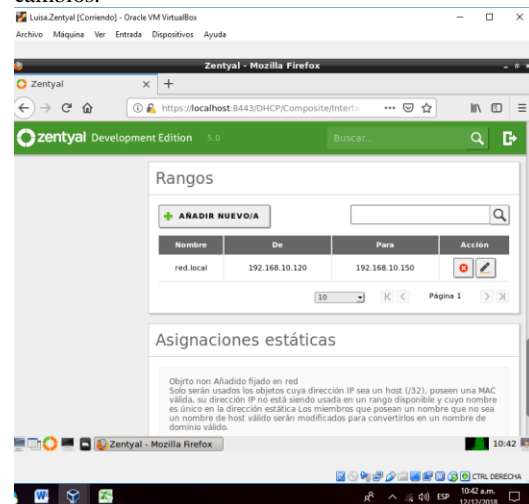 cambios.
Luisa.Zentyal [Corriendo] - Oracle VM VirtualBox
Archivo Máquina Ver Entrada Dispositivos Ayuda
Zentyal - Mozilla Firefox
Zentyal
https://localhost:8443/DHCP/Composite/Interfa
zentyal Development Edition 5.0
Buscar...
Rangos
AÑADIR NUEVO/A
Nombre De Para Acción
red.local 192.168.10.120 192.168.10.150
10 Página 1
Asignaciones estáticas
Objrto non Añadido fijado en red
Solo serán usados los objetos cuya dirección IP sea un host (/32), poseen una MAC
válida, su direcció IP no está siendo usada en un rango disponible y cuyo nombre
es único en la dirección estática Los miembros que posean un nombre que no sea
un nombre de host válido serán modificados para convertirlos en un nombre de
dominio válido.
Zentyal - Mozilla Firefox 10:42
CTRL DERECHA
ESP 10:42 a.m.
12/12/2018